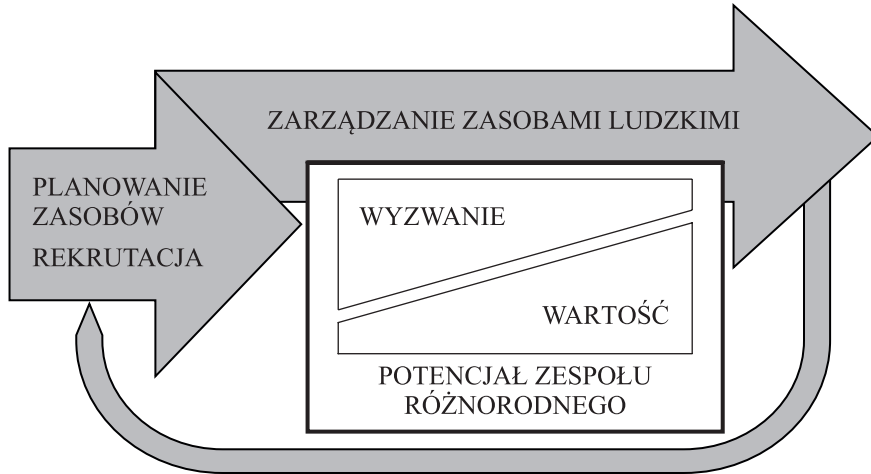 ZARZĄDZANIE ZASOBAMI LUDZKIMI
PLANOWANIE
ZASOBÓW
REKRUTACJA
WYZWANIE
WARTOŚĆ
POTENCJAŁ ZESPOŁU
RÓŻNORODNEGO